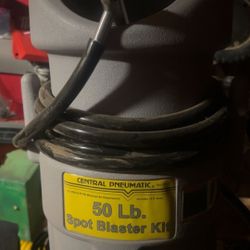 CENTRAL PNEUMATIC
50 Lb.
Spot Blaster Kit